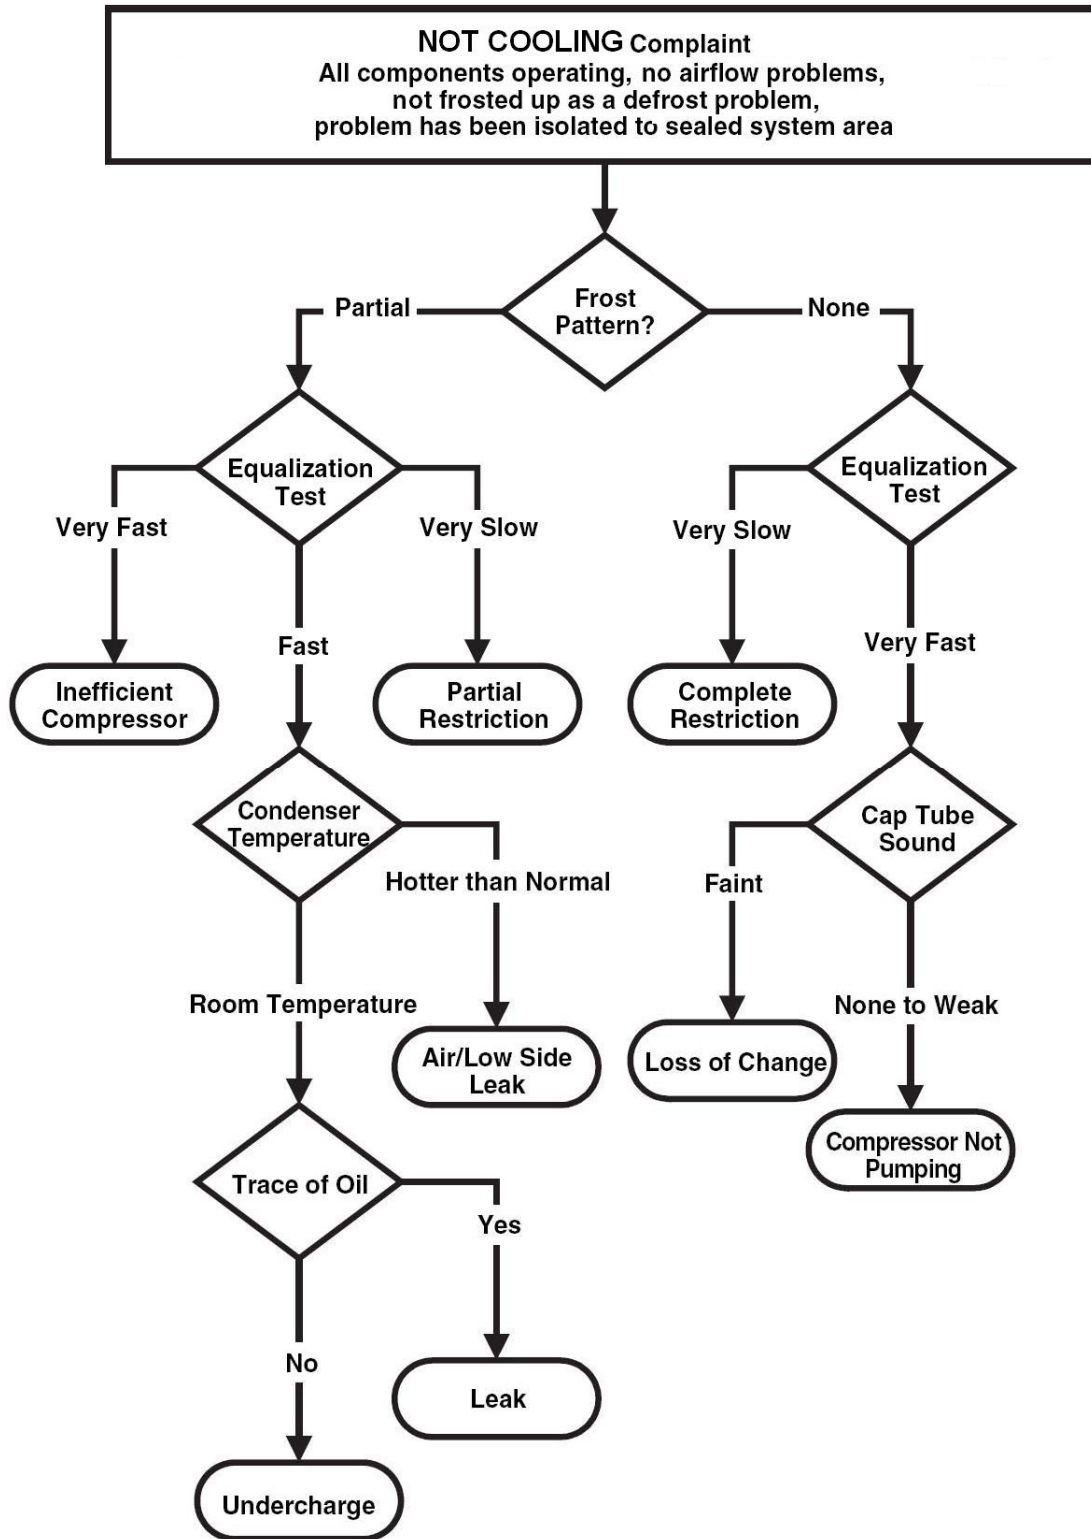 NOT COOLING Complaint
All components operating, no airflow problems,
not frosted up as a defrost problem,
problem has been isolated to sealed system area
Frost
Pattern?
Partial
None
Equalization
Test
Equalization
Test
Very Fast
Very Slow
Very Slow
Fast
Very Fast
Inefficient
Compressor
Partial
Restriction
Complete
Restriction
Condenser
Temperature
Cap Tube
Sound
Hotter than Normal
Faint
Room Temperature
None to Weak
Air/Low Side
Leak
Loss of Change
Compressor Not
Pumping
Trace of Oil
Yes
No
Leak
Undercharge